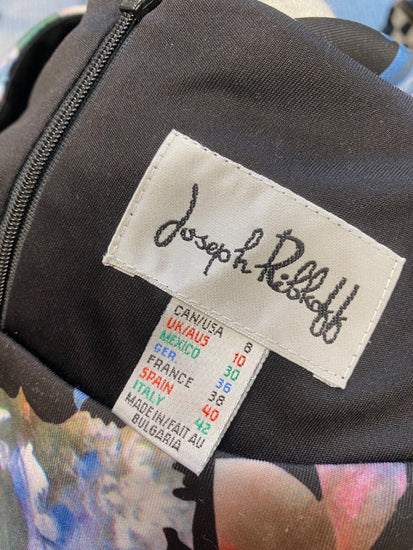 Joseph Ribkoff
CAN/USA 8
UK/AUS 10
MEXICO 30
GER. 36
FRANCE 38
SPAIN 40
ITALY 42
MADE IN/FAIT AU
BULGARIA